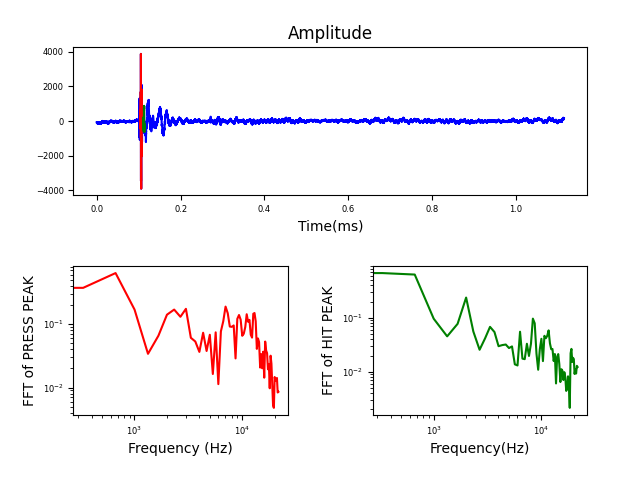 Amplitude
4000
2000
0
−2000
−4000
0.0 0.2 0.4 0.6 0.8 1.0
Time(ms)
FFT of PRESS PEAK
10⁻¹
10⁻²
10³ 10⁴
Frequency (Hz)
FFT of HIT PEAK
10⁻¹
10⁻²
10³ 10⁴
Frequency(Hz)